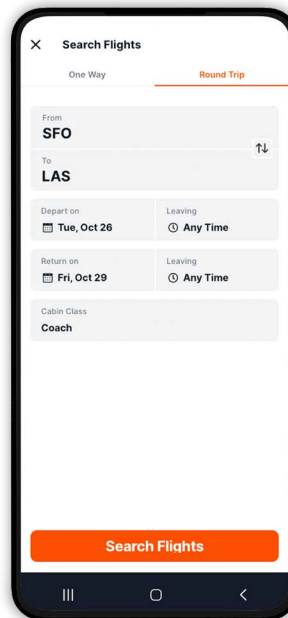 Search Flights
One Way Round Trip
From
SFO
To
LAS
Depart on Leaving
Tue, Oct 26 Any Time
Return on Leaving
Fri, Oct 29 Any Time
Cabin Class
Coach
Search Flights